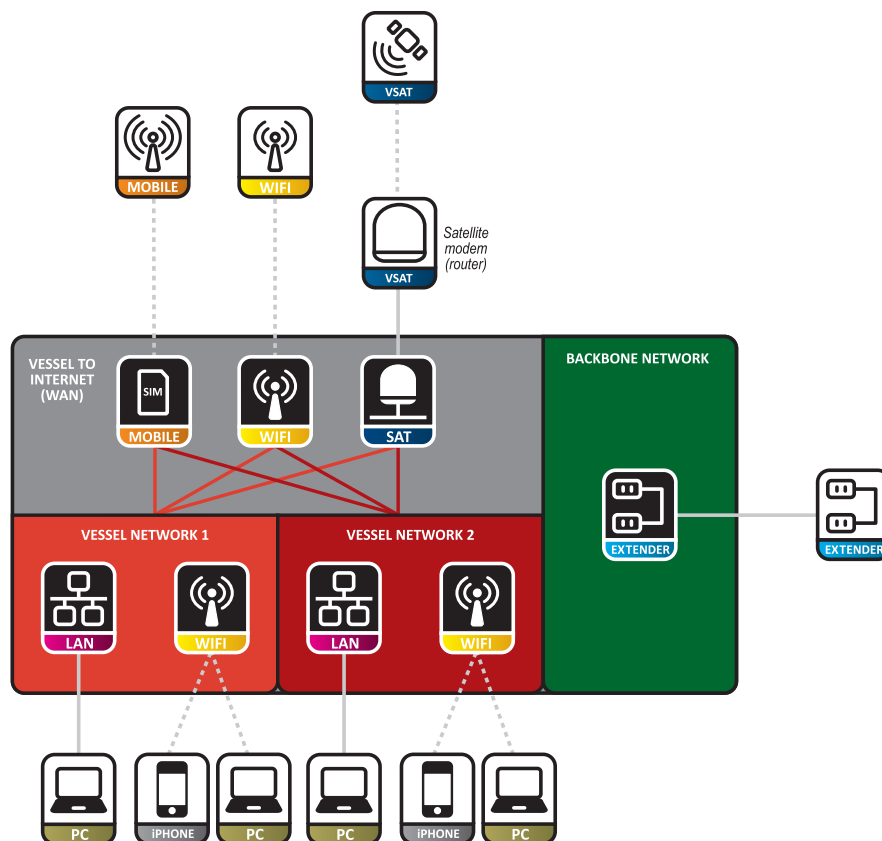 VSAT
MOBILE
WIFI
VSAT
Satellite
modem
(router)
VESSEL TO
INTERNET
(WAN)
SIM
MOBILE
WIFI
SAT
BACKBONE NETWORK
EXTENDER
EXTENDER
VESSEL NETWORK 1
VESSEL NETWORK 2
LAN
WIFI
LAN
WIFI
PC
iPHONE
PC
PC
iPHONE
PC